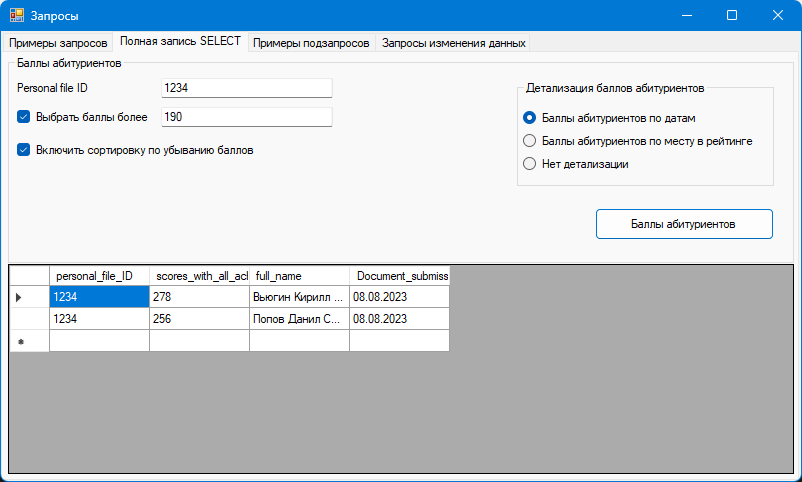 Запросы
Примеры запросов Полная запись SELECT Примеры подзапросов Запросы изменения данных
Баллы абитуриентов
Personal file ID 1234
Выбрать баллы более 190
Включить сортировку по убыванию баллов
Детализация баллов абитуриентов
Баллы абитуриентов по датам
Баллы абитуриентов по месту в рейтинге
Нет детализации
Баллы абитуриентов
personal_file_ID scores_with_all_acl full_name Document_submiss
1234 278 Вьюгин Кирилл ... 08.08.2023
1234 256 Попов Данил С... 08.08.2023